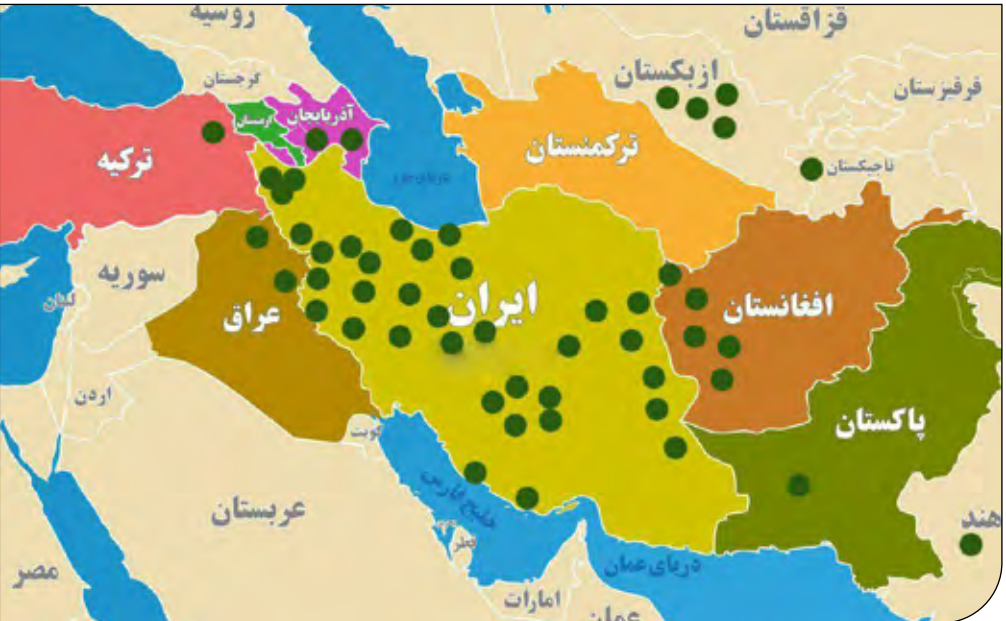 روسیه
قزاقستان
گرجستان
ازبکستان
قرقیزستان
آذربایجان
ارمنستان
ترکیه
ترکمنستان
تاجیکستان
دریای خزر
سوریه
لبنان
عراق
ایران
افغانستان
اردن
کویت
پاکستان
خلیج فارس
عربستان
قطر
هند
دریای عمان
مصر
امارات
عمان